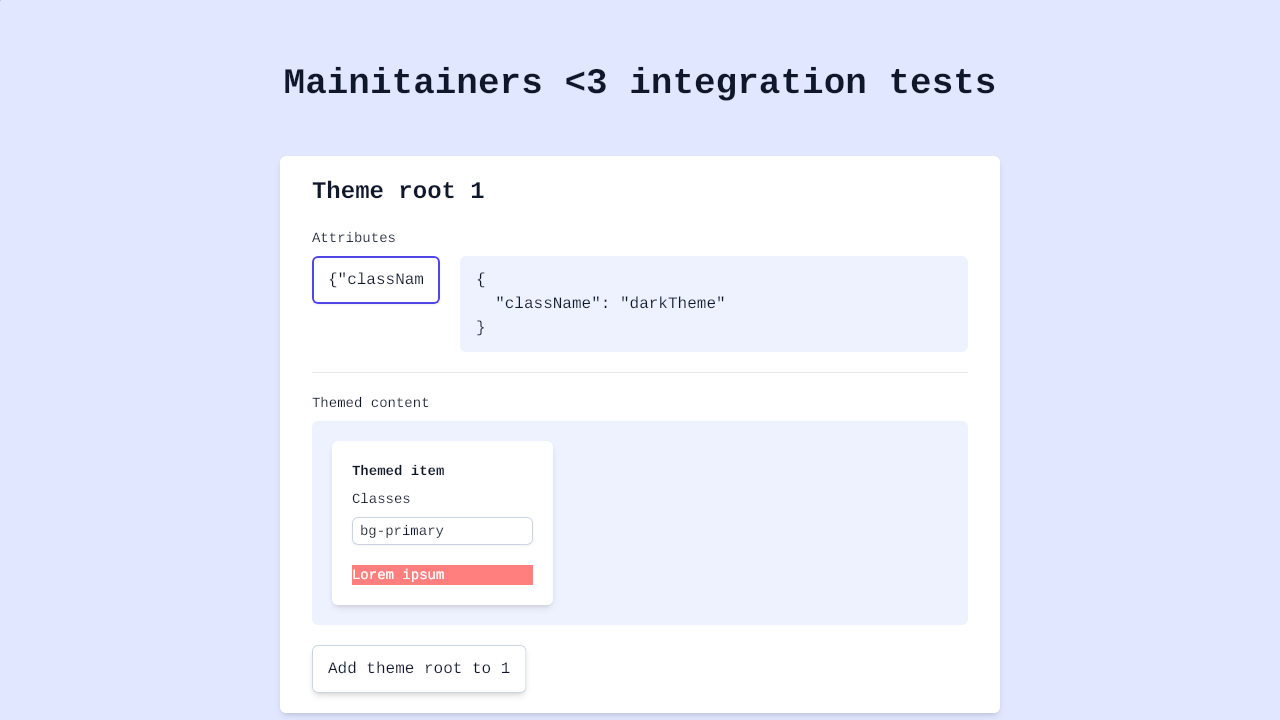 Mainitainers <3 integration tests
Theme root 1
Attributes
{"classNam
{
  "className": "darkTheme"
}
Themed content
Themed item
Classes
bg-primary
Lorem ipsum
Add theme root to 1